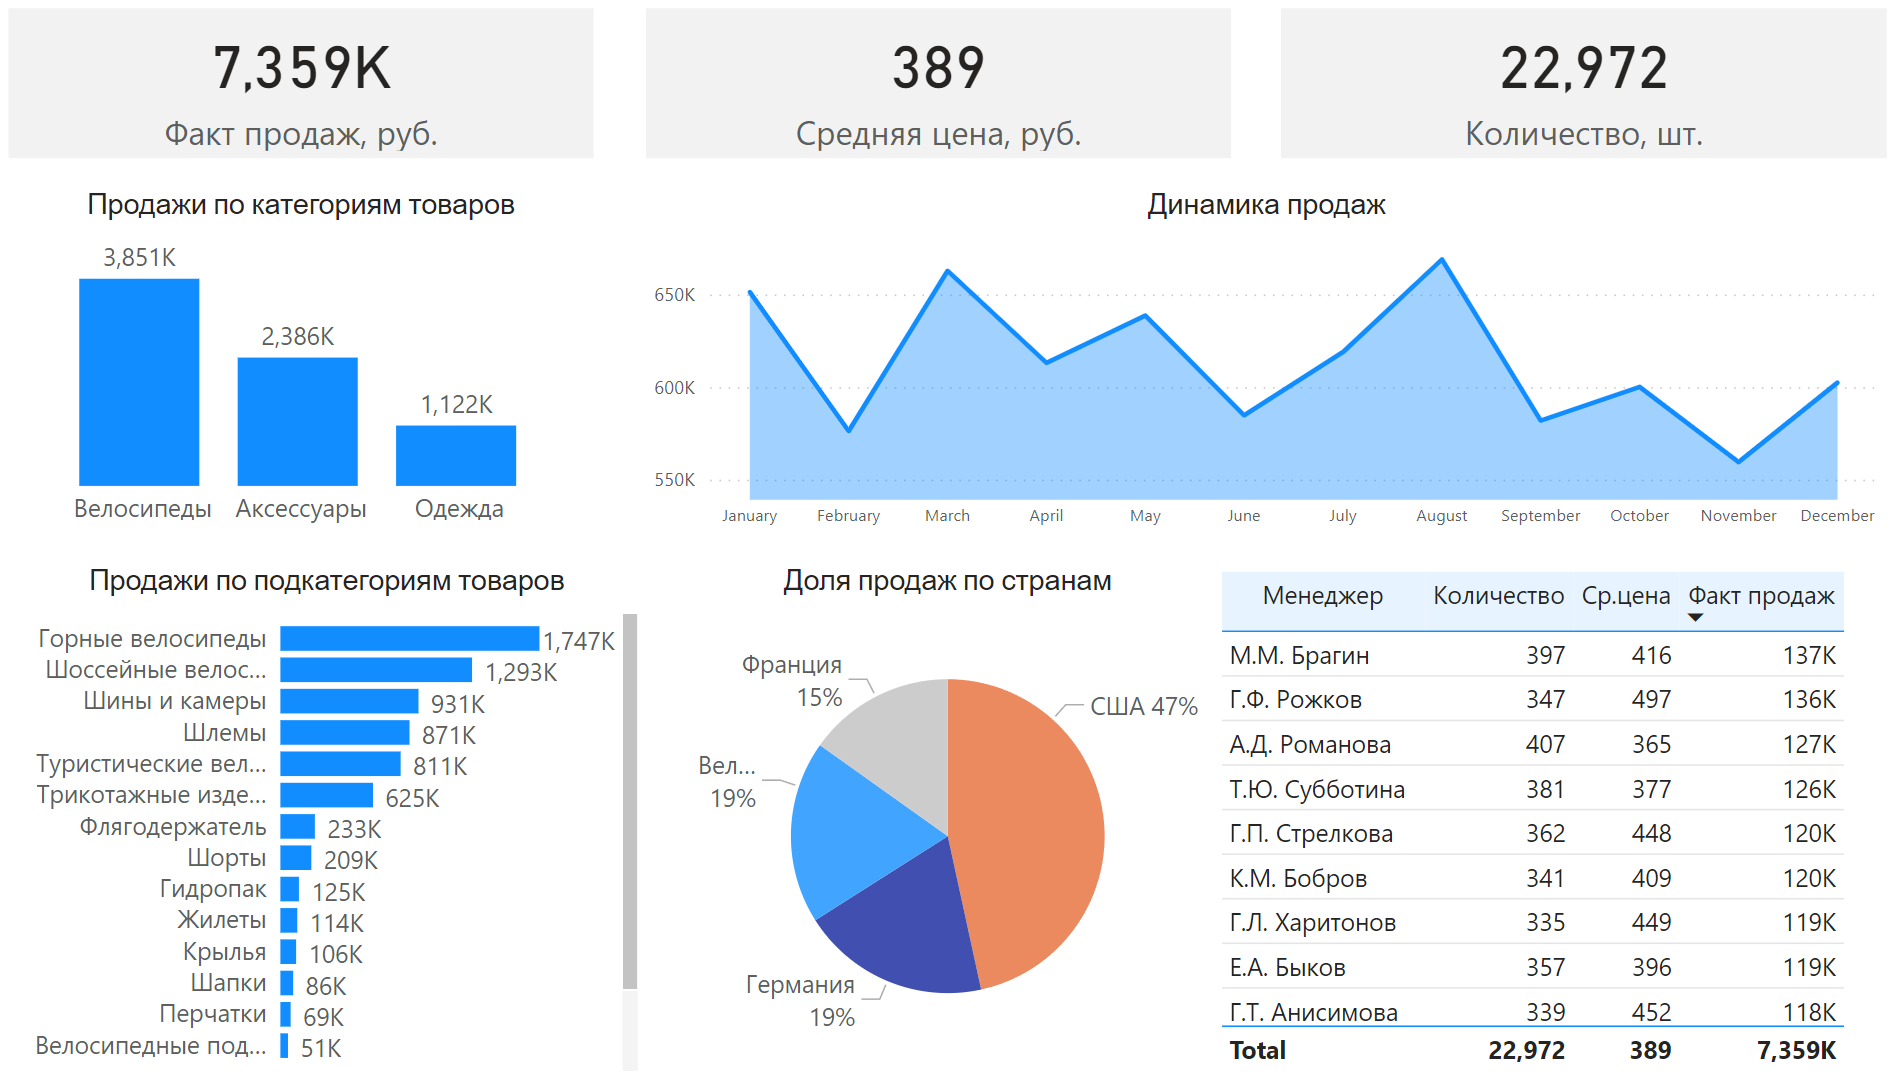 7,359K
Факт продаж, руб.
389
Средняя цена, руб.
22,972
Количество, шт.
Продажи по категориям товаров
3,851K
2,386K
1,122K
Велосипеды Аксессуары Одежда
Динамика продаж
650K
600K
550K
January February March April May June July August September October November December
Продажи по подкатегориям товаров
Горные велосипеды 1,747K
Шоссейные велос... 1,293K
Шины и камеры 931K
Шлемы 871K
Туристические вел... 811K
Трикотажные изде... 625K
Флягодержатель 233K
Шорты 209K
Гидропак 125K
Жилеты 114K
Крылья 106K
Шапки 86K
Перчатки 69K
Велосипедные под... 51K
Доля продаж по странам
Франция
15%
США 47%
Вел...
19%
Германия
19%
Менеджер Количество Ср.цена Факт продаж
М.М. Брагин 397 416 137K
Г.Ф. Рожков 347 497 136K
А.Д. Романова 407 365 127K
Т.Ю. Субботина 381 377 126K
Г.П. Стрелкова 362 448 120K
К.М. Бобров 341 409 120K
Г.Л. Харитонов 335 449 119K
Е.А. Быков 357 396 119K
Г.Т. Анисимова 339 452 118K
Total 22,972 389 7,359K